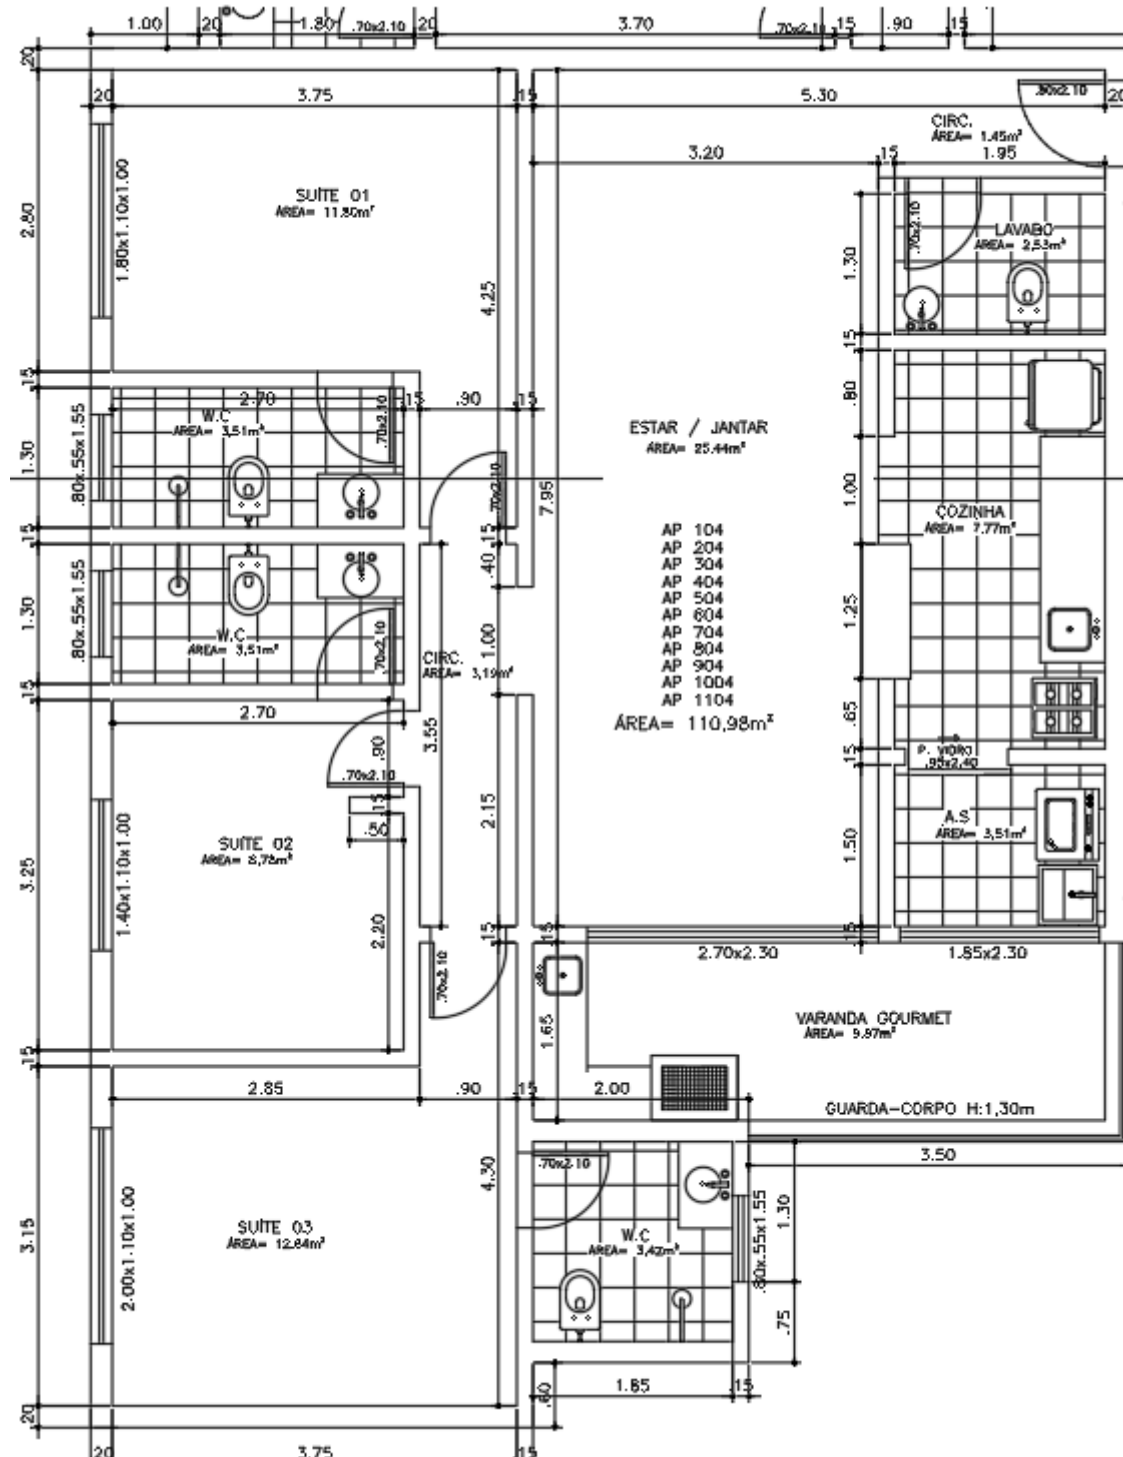 1.00
.20
1.80
.70x2.10
.20
3.70
.70x2.10
.15
.90
.15
.20
.20
3.75
.15
5.30
.90x2.10
.20
CIRC.
ÁREA= 1.45m²
3.20
.15
1.95
1.80x1.10x1.00
SUÍTE 01
2.80
.70x2.10
LAVABO
ÁREA= 2,53m²
1.30
4.25
.15
.15
2.70
.15
.90
.15
.80
W.C
ÁREA= 3,51m²
.70x2.10
.80x.55x1.55
1.30
ESTAR / JANTAR
ÁREA= 25.44m²
7.95
.70x2.10
1.00
COZINHA
ÁREA= 7.77m²
.15
.15
AP 104
AP 204
AP 304
AP 404
AP 504
AP 604
AP 704
AP 804
AP 904
AP 1004
AP 1104
ÁREA= 110,98m²
.40
1.30
.80x.55x1.55
W.C
ÁREA= 3,51m²
.70x2.10
1.00
1.25
CIRC.
ÁREA= 3,19m²
.15
2.70
3.55
.90
.65
.70x2.10
.15
P. VIDRO
.95x2.40
.15
.50
2.15
SUÍTE 02
ÁREA= 8,78m²
1.40x1.10x1.00
3.25
A.S
ÁREA= 3,51m²
1.50
2.20
.15
.15
.15
2.70x2.30
1.85x2.30
.70x2.10
VARANDA GOURMET
ÁREA= 9.97m²
1.65
.15
2.85
.90
.15
2.00
GUARDA-CORPO H:1,30m
3.50
.70x2.10
4.30
W.C
ÁREA= 3,42m²
.80x.55x1.55
1.30
SUÍTE 03
ÁREA= 12.64m²
2.00x1.10x1.00
3.15
.75
1.85
.15
.60
.20
.20
3.75
.15